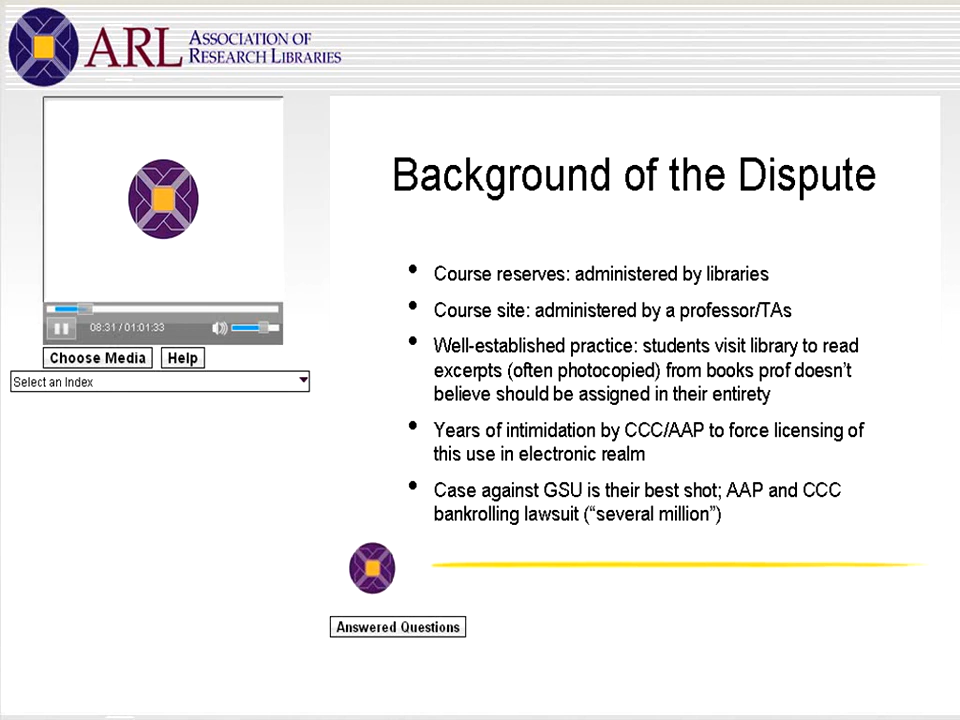 ARL ASSOCIATION OF
RESEARCH LIBRARIES
08:31 / 01:01:33
Choose Media Help
Select an Index
Background of the Dispute
• Course reserves: administered by libraries
• Course site: administered by a professor/TAs
• Well-established practice: students visit library to read
excerpts (often photocopied) from books prof doesn't
believe should be assigned in their entirety
• Years of intimidation by CCC/AAP to force licensing of
this use in electronic realm
• Case against GSU is their best shot; AAP and CCC
bankrolling lawsuit (“several million”)
Answered Questions